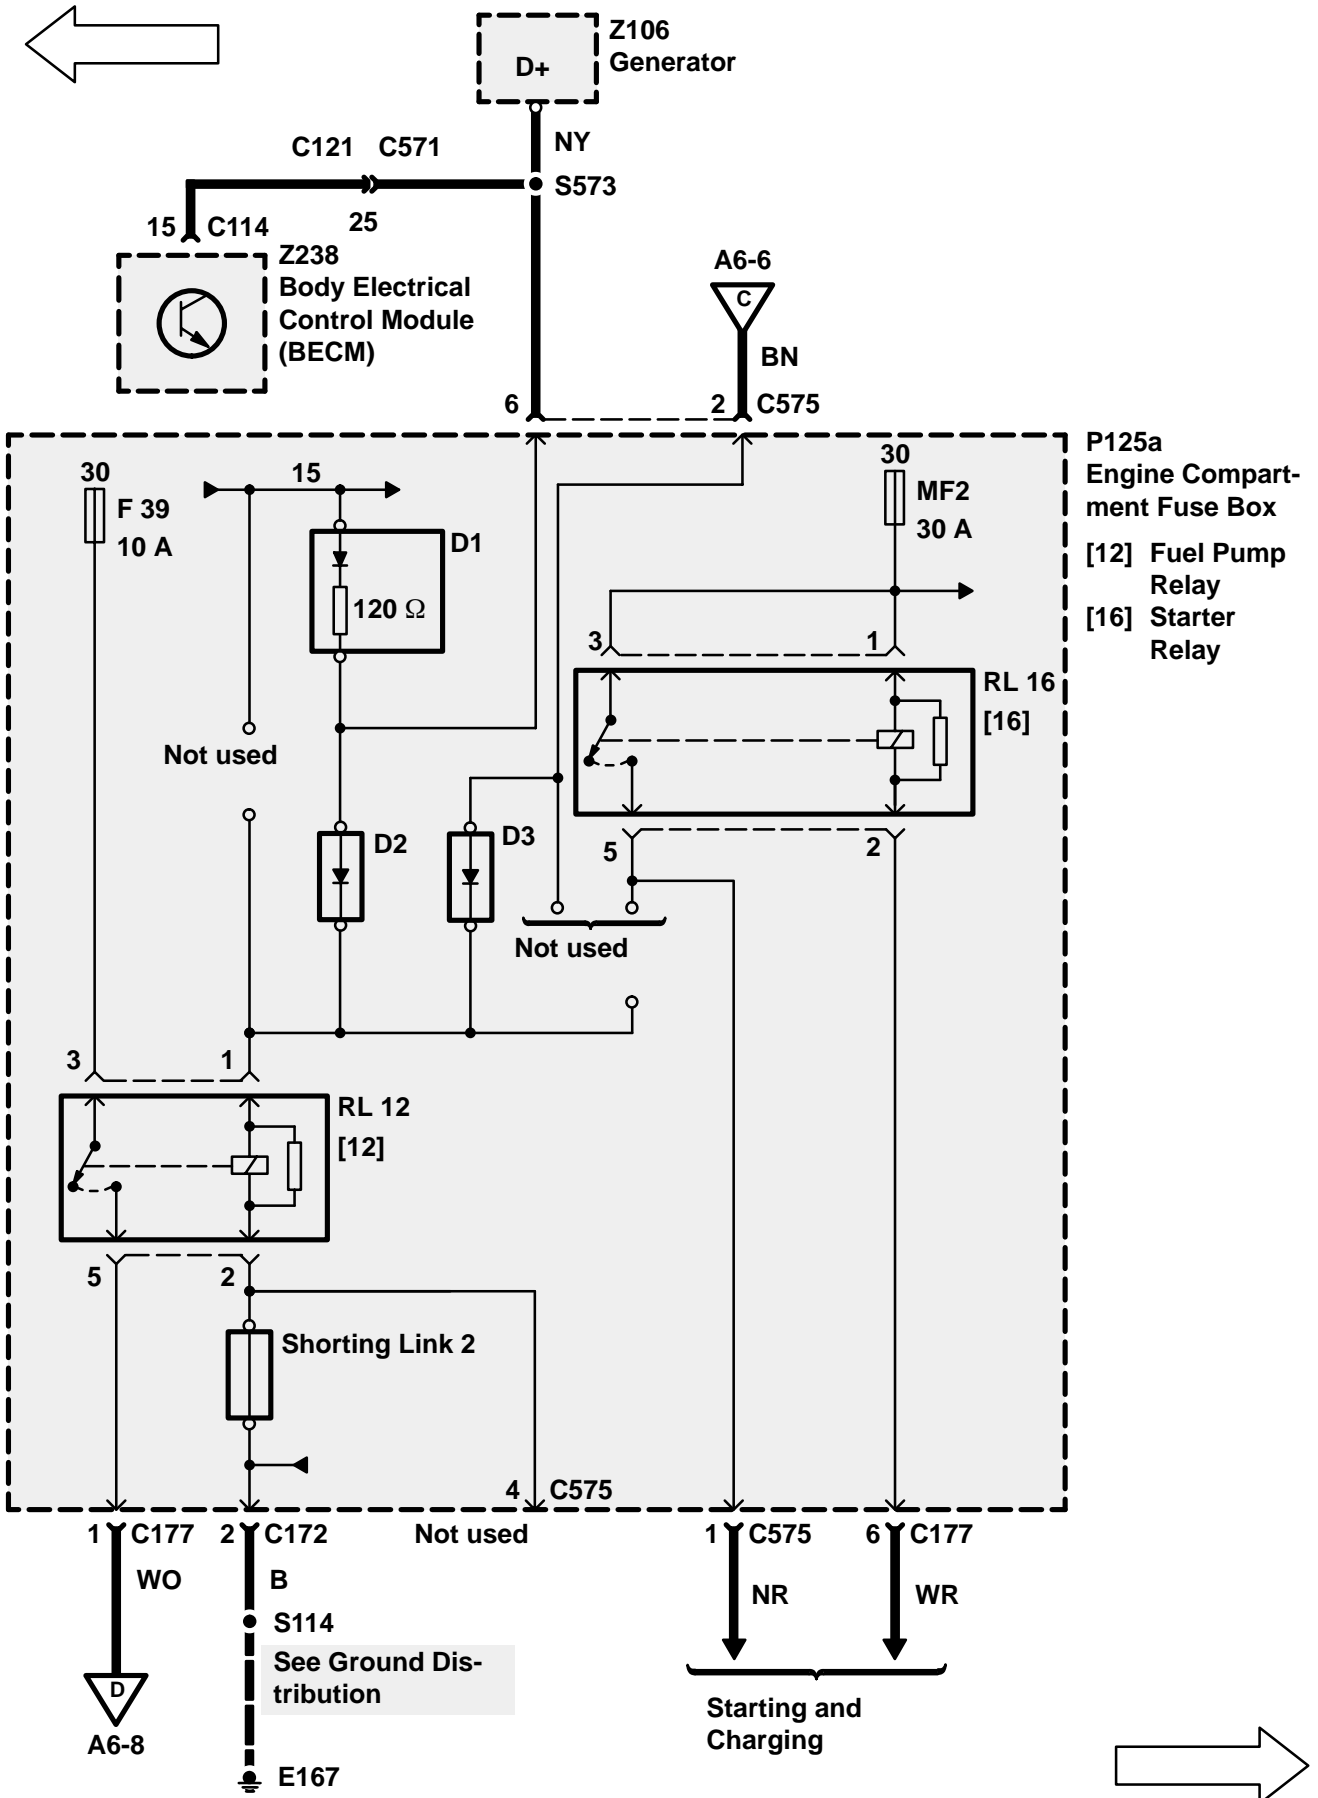 Z106
Generator
D+
NY
C121 C571
S573
15 C114
25
Z238
Body Electrical
Control Module
(BECM)
A6-6
C
BN
6
2 C575
P125a
Engine Compart-
ment Fuse Box
[12] Fuel Pump
Relay
[16] Starter
Relay
30
F 39
10 A
15
D1
120 Ω
30
MF2
30 A
3
1
RL 16
[16]
Not used
D2
D3
5
2
Not used
3
1
RL 12
[12]
5
2
Shorting Link 2
4 C575
1 C177
2 C172
Not used
1 C575
6 C177
WO
B
NR
WR
S114
See Ground Dis-
tribution
D
A6-8
E167
Starting and
Charging